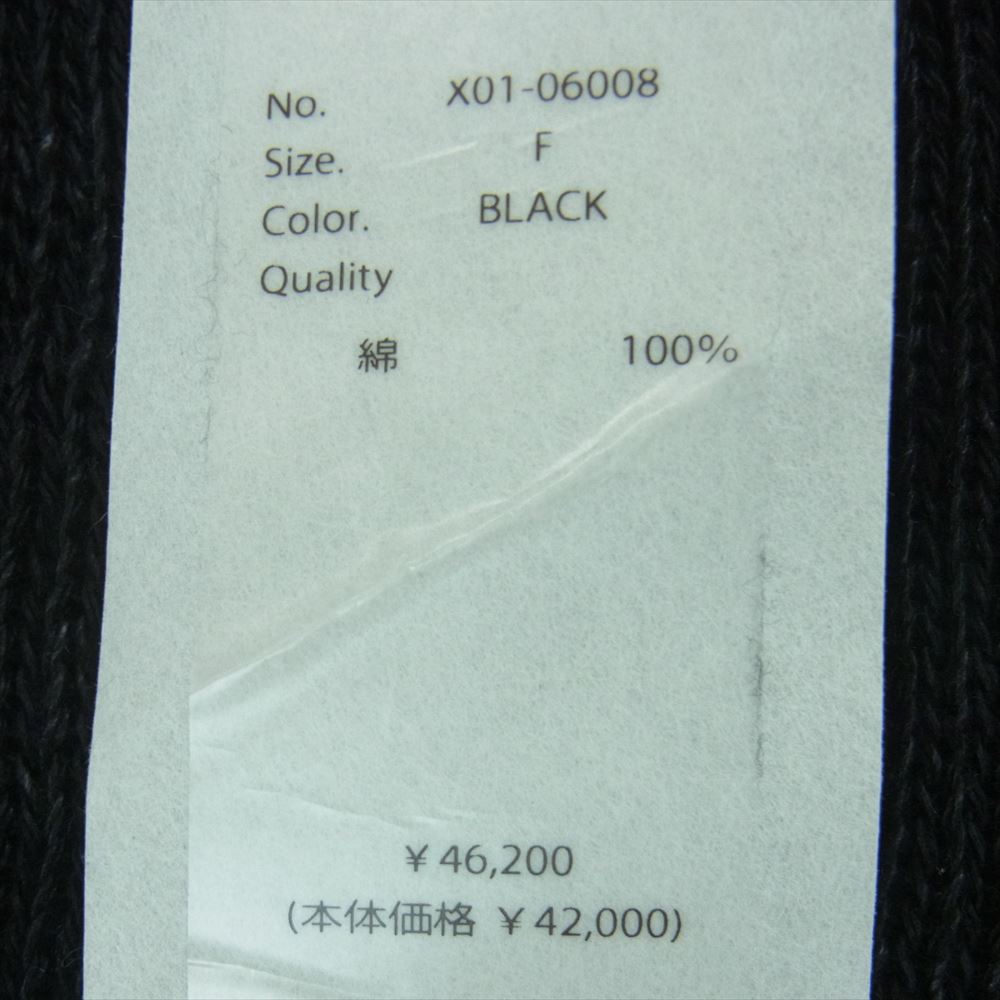 No. X01-06008
Size. F
Color. BLACK
Quality
綿 100%
¥ 46,200
(本体価格 ¥ 42,000)